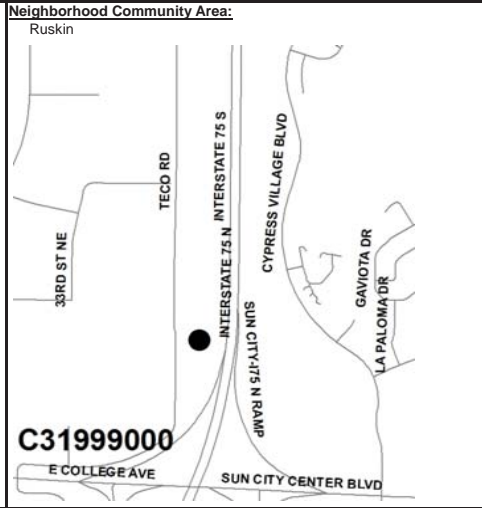 Neighborhood Community Area:
Ruskin
INTERSTATE 75 S
CYPRESS VILLAGE BLVD
TECO RD
33RD ST NE
INTERSTATE 75 N
GAVIOTA DR
LA PALOMA DR
SUN CITY-I75 N RAMP
C31999000
E COLLEGE AVE
SUN CITY CENTER BLVD